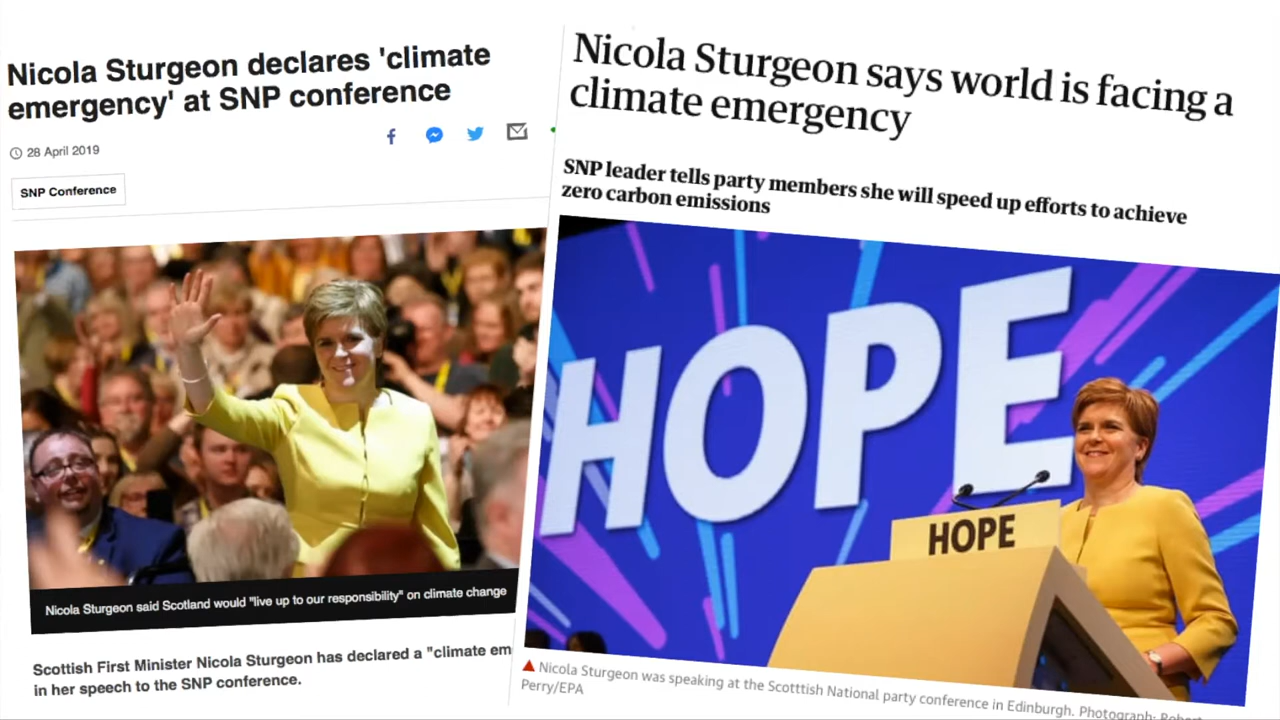 Nicola Sturgeon declares 'climate
emergency' at SNP conference
28 April 2019
SNP Conference
Nicola Sturgeon said Scotland would "live up to our responsibility" on climate change
Scottish First Minister Nicola Sturgeon has declared a "climate em
in her speech to the SNP conference.
Nicola Sturgeon says world is facing a
climate emergency
SNP leader tells party members she will speed up efforts to achieve
zero carbon emissions
HOPE
HOPE
Nicola Sturgeon was speaking at the Scotttish National party conference in Edinburgh. Photograph: Robert
Perry/EPA